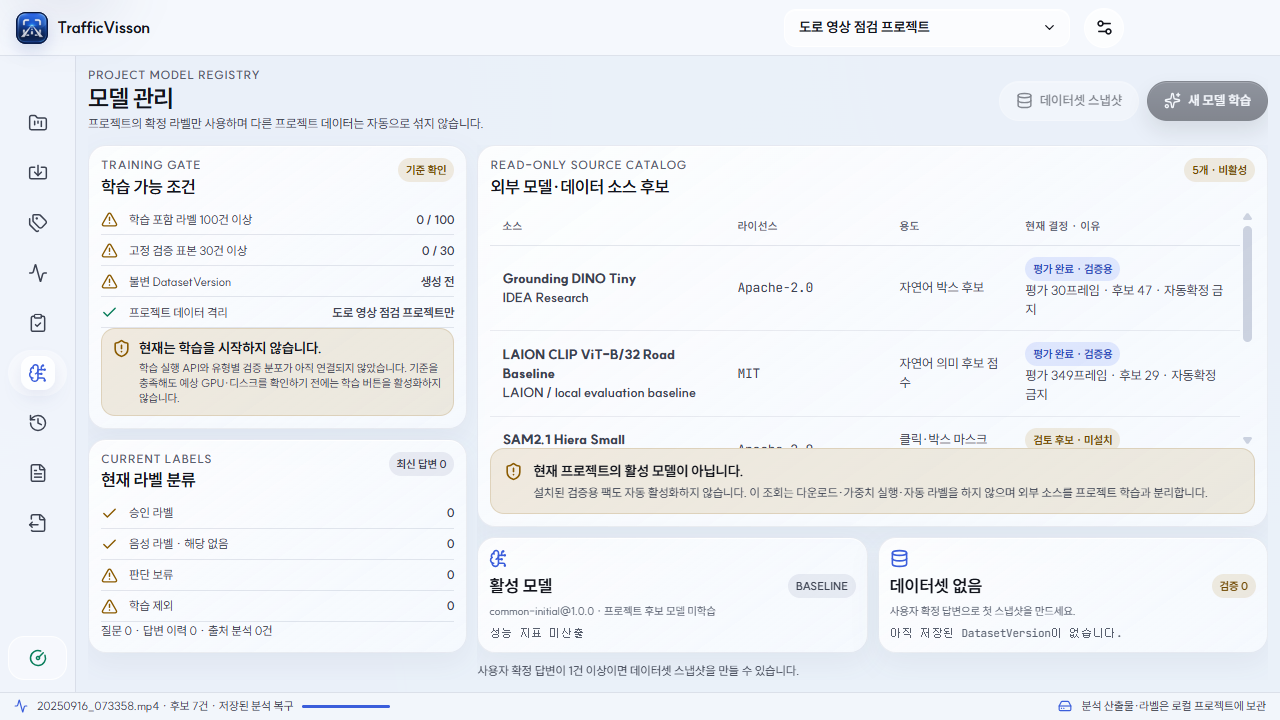 TrafficVisson
도로 영상 점검 프로젝트
PROJECT MODEL REGISTRY
모델 관리
프로젝트의 확정 라벨만 사용하며 다른 프로젝트 데이터는 자동으로 섞지 않습니다.
데이터셋 스냅샷
새 모델 학습
TRAINING GATE
학습 가능 조건
기준 확인
학습 포함 라벨 100건 이상 0 / 100
고정 검증 표본 30건 이상 0 / 30
불변 DatasetVersion 생성 전
프로젝트 데이터 격리 도로 영상 점검 프로젝트만
현재는 학습을 시작하지 않습니다.
학습 실행 API와 유형별 검증 분포가 아직 연결되지 않았습니다. 기준을
충족해도 예상 GPU·디스크를 확인하기 전에는 학습 버튼을 활성화하지
않습니다.
CURRENT LABELS
현재 라벨 분류
최신 답변 0
승인 라벨 0
음성 라벨 · 해당 없음 0
판단 보류 0
학습 제외 0
질문 0 · 답변 이력 0 · 출처 분석 0건
READ-ONLY SOURCE CATALOG
외부 모델·데이터 소스 후보
5개 · 비활성
소스 라이선스 용도 현재 결정 · 이유
Grounding DINO Tiny
IDEA Research
Apache-2.0
자연어 박스 후보
평가 완료 · 검증용
평가 30프레임 · 후보 47 · 자동확정 금
지
LAION CLIP ViT-B/32 Road
Baseline
LAION / local evaluation baseline
MIT
자연어 의미 후보 점
수
평가 완료 · 검증용
평가 349프레임 · 후보 29 · 자동확정
금지
SAM2.1 Hiera Small
Apache-2.0
클릭·박스 마스크
검토 후보 · 미설치
현재 프로젝트의 활성 모델이 아닙니다.
설치된 검증용 팩도 자동 활성화하지 않습니다. 이 조회는 다운로드·가중치 실행·자동 라벨을 하지 않으며 외부 소스를 프로젝트 학습과 분리합니다.
활성 모델
BASELINE
common-initial@1.0.0 · 프로젝트 후보 모델 미학습
성능 지표 미산출
데이터셋 없음
검증 0
사용자 확정 답변으로 첫 스냅샷을 만드세요.
아직 저장된 DatasetVersion이 없습니다.
사용자 확정 답변이 1건 이상이면 데이터셋 스냅샷을 만들 수 있습니다.
20250916_073358.mp4 · 후보 7건 · 저장된 분석 복구
분석 산출물·라벨은 로컬 프로젝트에 보관